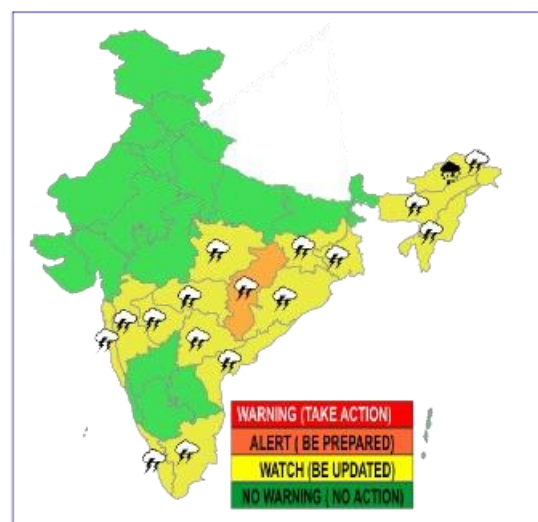 WARNING (TAKE ACTION)
ALERT ( BE PREPARED)
WATCH (BE UPDATED)
NO WARNING ( NO ACTION)